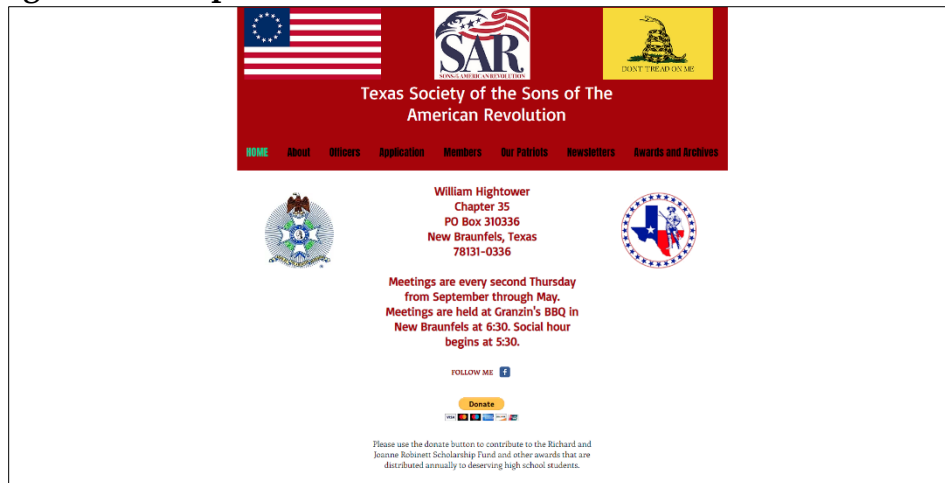 SAR
SONS of AMERICAN REVOLUTION
DONT TREAD ON ME
Texas Society of the Sons of The
American Revolution
HOME About Officers Application Members Our Patriots Newsletters Awards and Archives
William Hightower
Chapter 35
PO Box 310336
New Braunfels, Texas
78131-0336
Meetings are every second Thursday
from September through May.
Meetings are held at Granzin's BBQ in
New Braunfels at 6:30. Social hour
begins at 5:30.
FOLLOW ME
Donate
VISA
Please use the donate button to contribute to the Richard and
Joanne Robinett Scholarship Fund and other awards that are
distributed annually to deserving high school students.